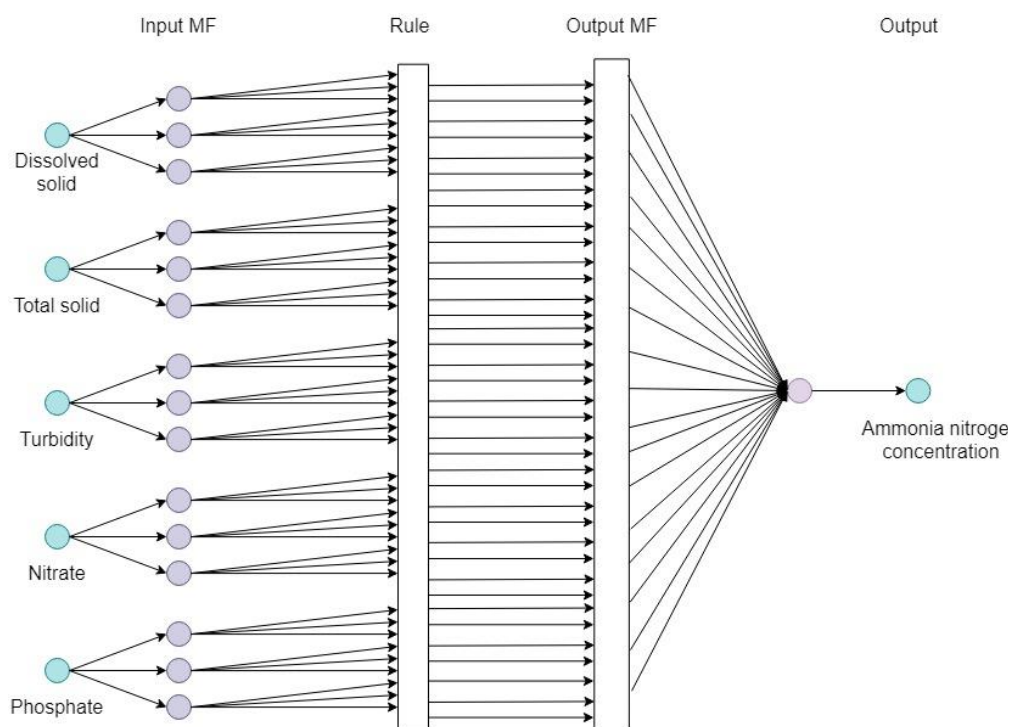 Input MF
Rule
Output MF
Output
Dissolved
solid
Total solid
Turbidity
Nitrate
Phosphate
Ammonia nitroge
concentration